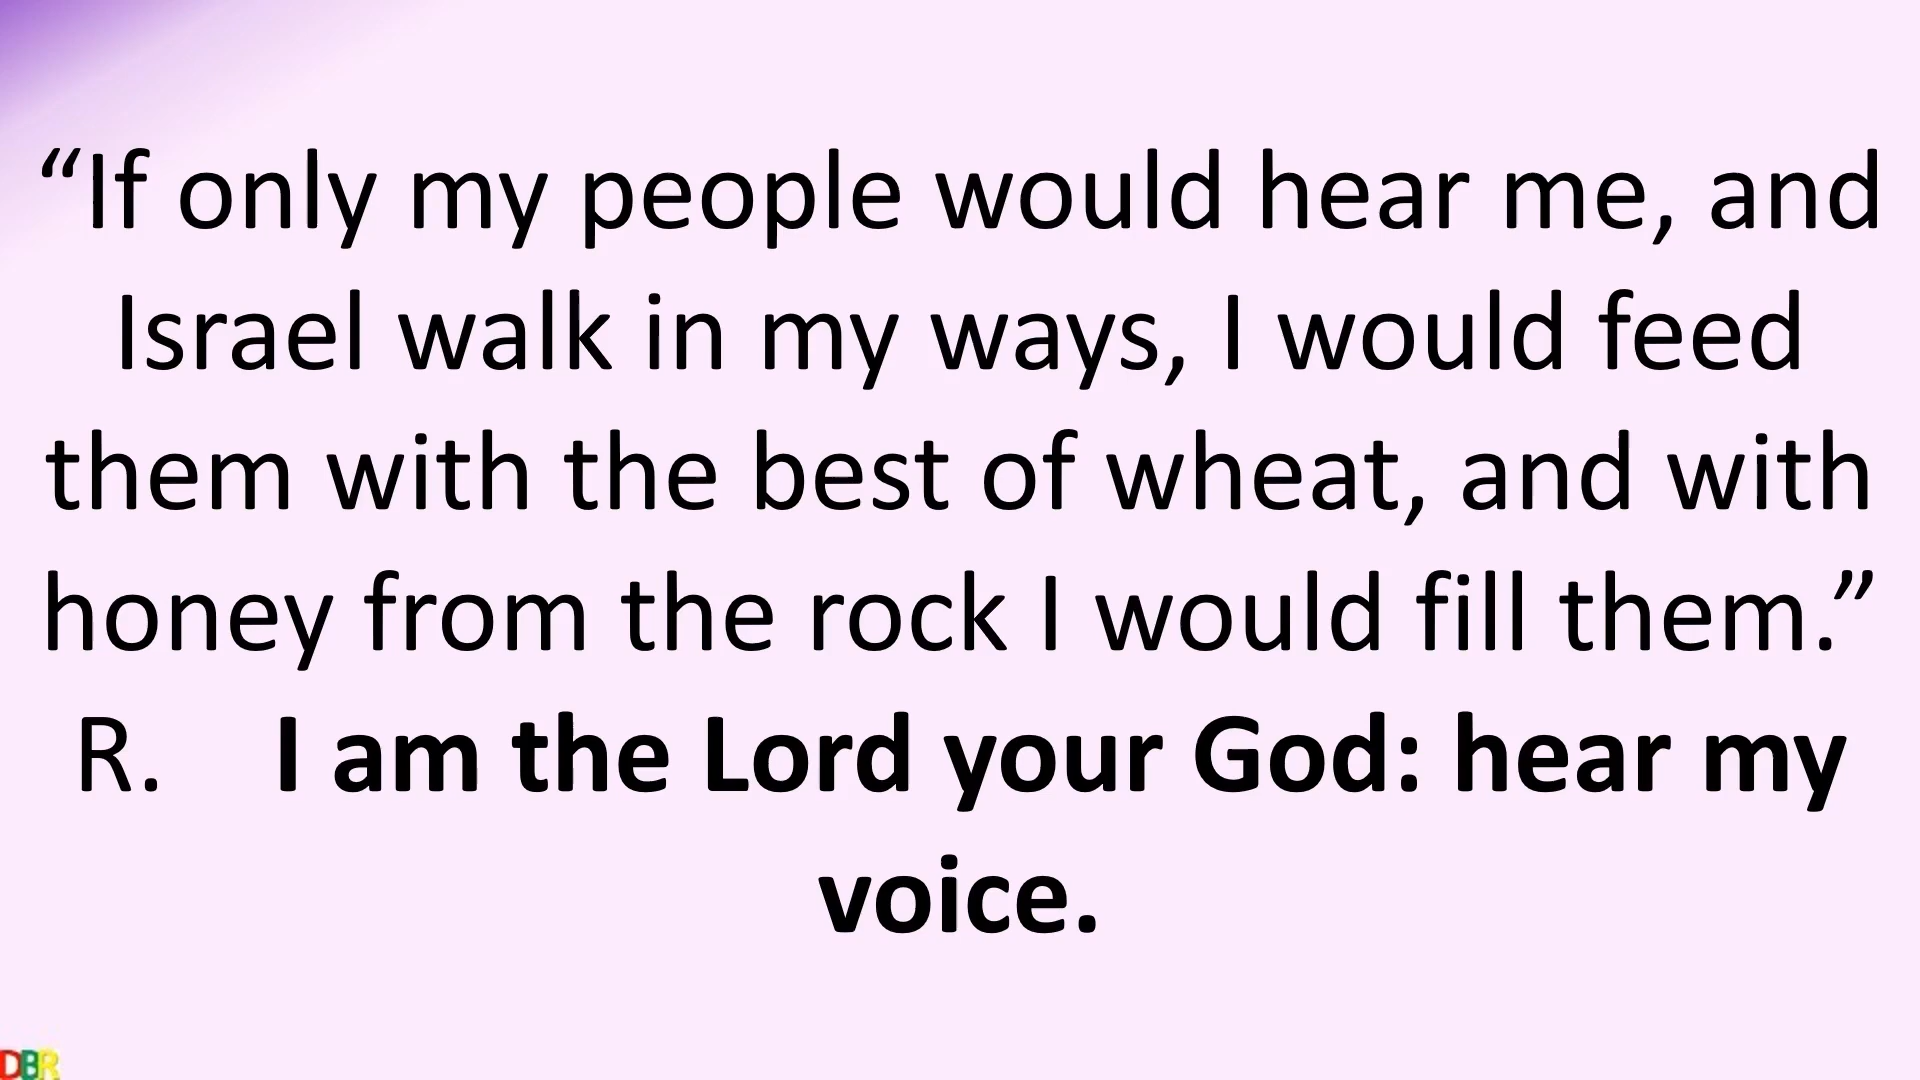 “If only my people would hear me, and
Israel walk in my ways, I would feed
them with the best of wheat, and with
honey from the rock I would fill them.”
R.    I am the Lord your God: hear my
voice.
DBR